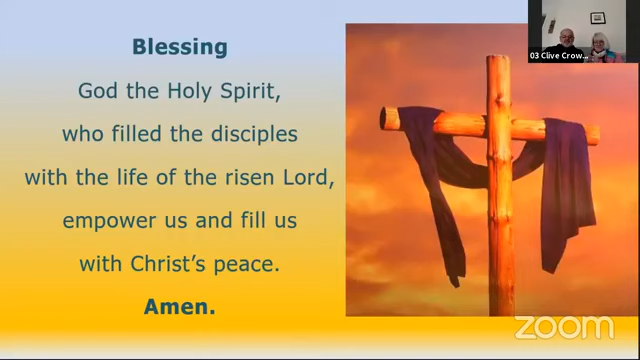 Blessing
God the Holy Spirit,
who filled the disciples
with the life of the risen Lord,
empower us and fill us
with Christ's peace.
Amen.
03 Clive Crow...
zoom